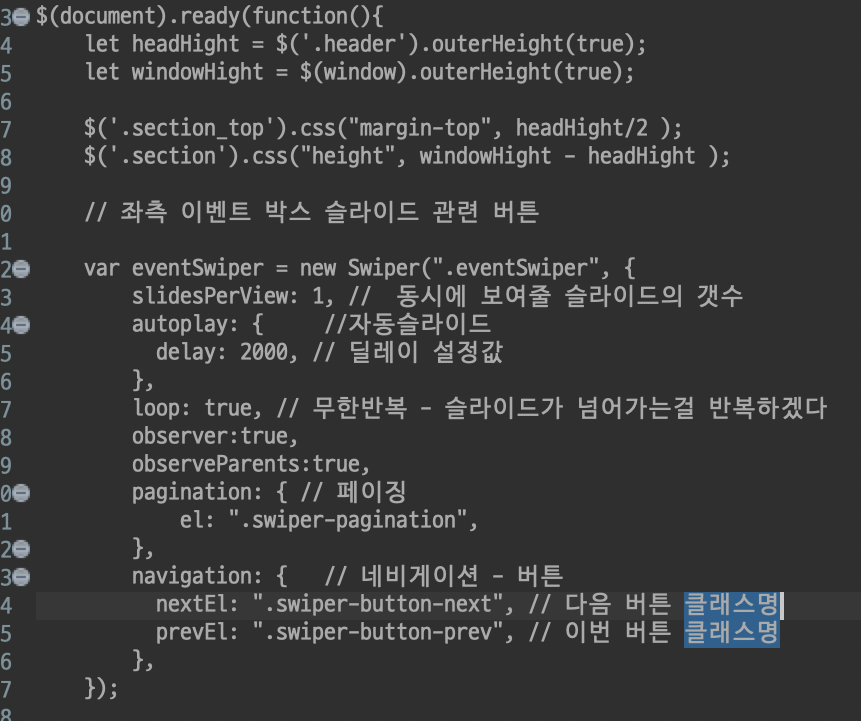 3 $(document).ready(function(){
4 let headHight = $('.header').outerHeight(true);
5 let windowHight = $(window).outerHeight(true);
6
7 $('.section_top').css("margin-top", headHight/2 );
8 $('.section').css("height", windowHight - headHight );
9
0 // 좌측 이벤트 박스 슬라이드 관련 버튼
1
2 var eventSwiper = new Swiper(".eventSwiper", {
3 slidesPerView: 1, // 동시에 보여줄 슬라이드의 갯수
4 autoplay: { //자동슬라이드
5 delay: 2000, // 딜레이 설정값
6 },
7 loop: true, // 무한반복 - 슬라이드가 넘어가는걸 반복하겠다
8 observer:true,
9 observeParents:true,
0 pagination: { // 페이징
1 el: ".swiper-pagination",
2 },
3 navigation: { // 네비게이션 - 버튼
4 nextEl: ".swiper-button-next", // 다음 버튼 클래스명
5 prevEl: ".swiper-button-prev", // 이번 버튼 클래스명
6 },
7 });
8